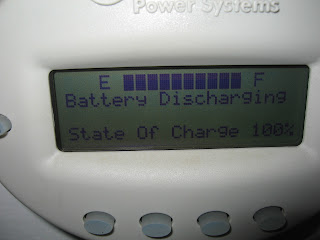 Power Systems
E ██████████ F
Battery Discharging
State Of Charge 100%